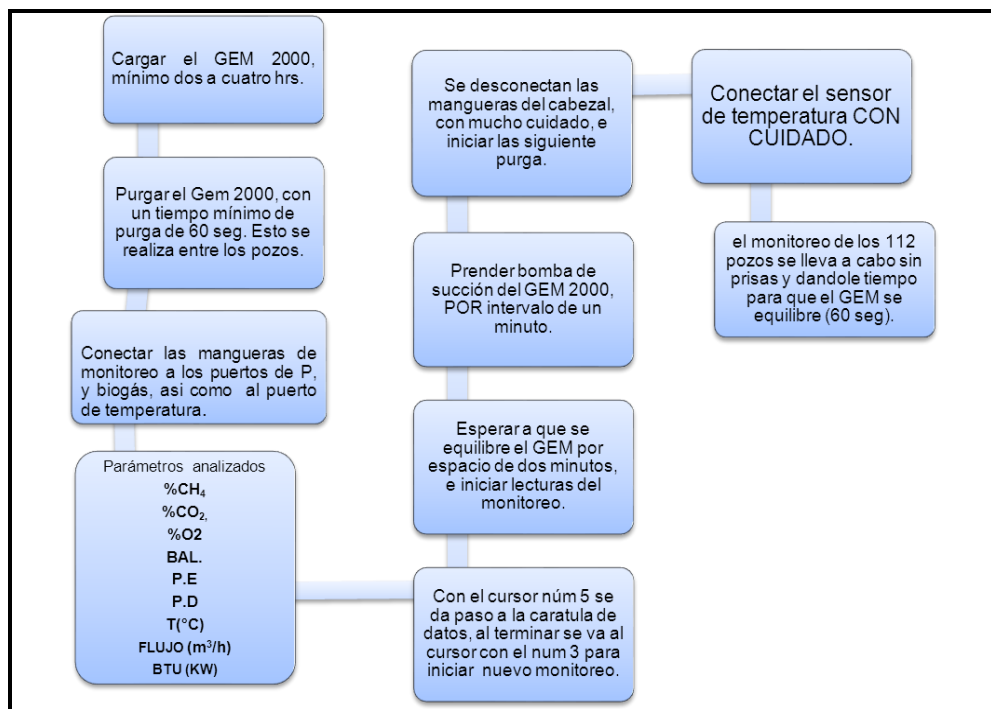 Cargar el GEM 2000,
mínimo dos a cuatro hrs.
Purgar el Gem 2000, con
un tiempo mínimo de
purga de 60 seg. Esto se
realiza entre los pozos.
Conectar las mangueras de
monitoreo a los puertos de P,
y biogás, asi como al puerto
de temperatura.
Parámetros analizados
%CH₄
%CO₂,
%O2
BAL.
P.E
P.D
T(°C)
FLUJO (m³/h)
BTU (KW)
Con el cursor núm 5 se
da paso a la caratula de
datos, al terminar se va al
cursor con el num 3 para
iniciar nuevo monitoreo.
Esperar a que se
equilibre el GEM por
espacio de dos minutos,
e iniciar lecturas del
monitoreo.
Prender bomba de
succión del GEM 2000,
POR intervalo de un
minuto.
Se desconectan las
mangueras del cabezal,
con mucho cuidado, e
iniciar las siguiente
purga.
Conectar el sensor
de temperatura CON
CUIDADO.
el monitoreo de los 112
pozos se lleva a cabo sin
prisas y dandole tiempo
para que el GEM se
equilibre (60 seg).